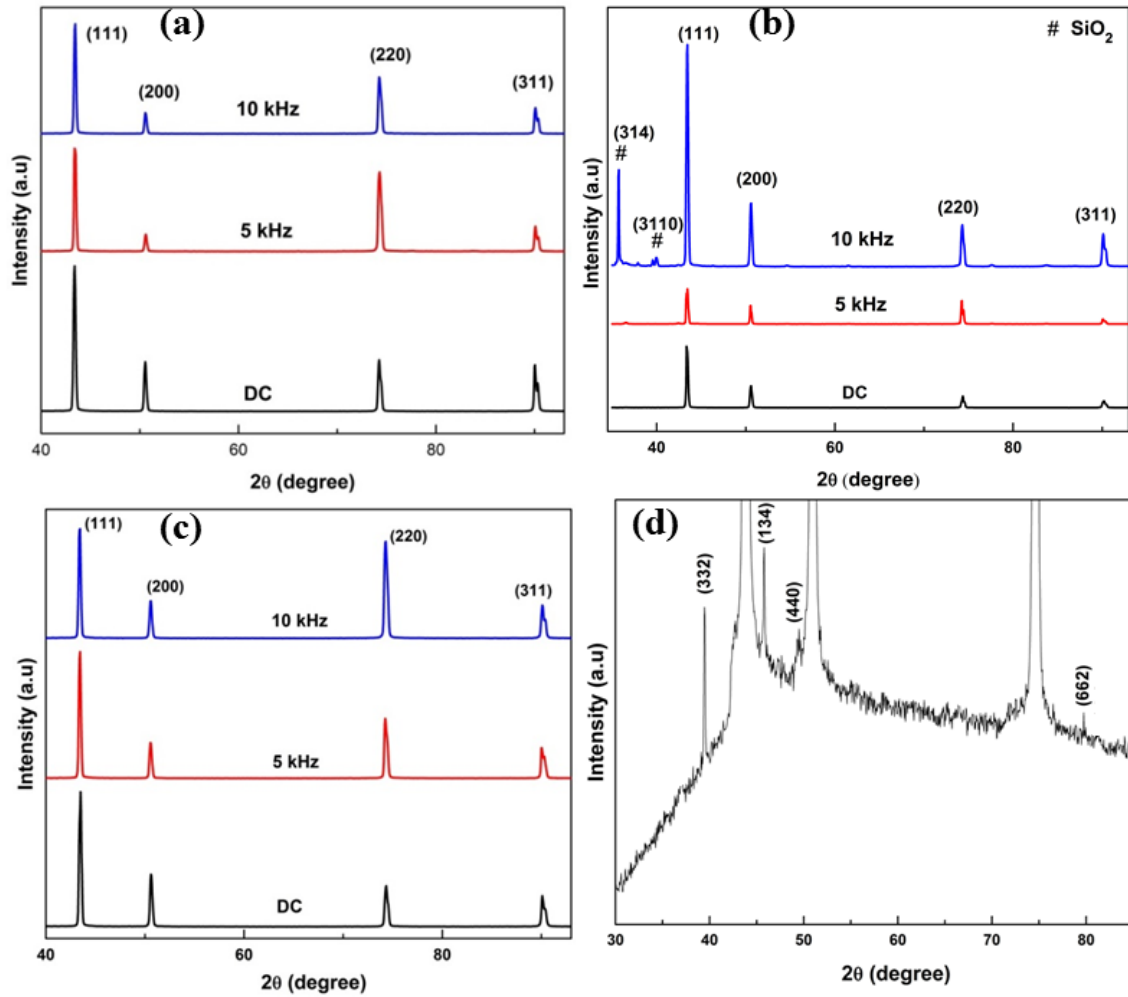 (a)
(111)
(200)
(220)
(311)
10 kHz
5 kHz
DC
Intensity (a.u)
40
60
80
2θ (degree)
(b)
# SiO2
(111)
(314)
#
(3110)
#
(200)
(220)
(311)
10 kHz
5 kHz
DC
Intensity (a.u)
40
60
80
2θ (degree)
(c)
(111)
(200)
(220)
(311)
10 kHz
5 kHz
DC
Intensity (a.u)
40
60
80
2θ (degree)
(d)
(332)
(134)
(440)
(662)
Intensity (a.u)
30
40
50
60
70
80
2θ (degree)